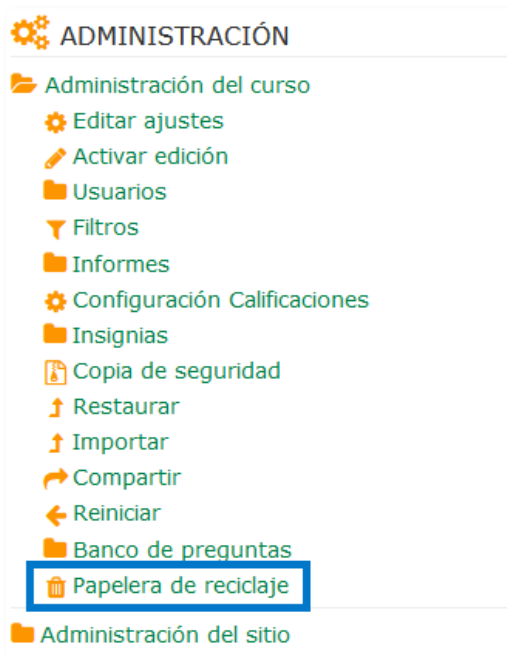 ADMINISTRACIÓN
Administración del curso
Editar ajustes
Activar edición
Usuarios
Filtros
Informes
Configuración Calificaciones
Insignias
Copia de seguridad
Restaurar
Importar
Compartir
Reiniciar
Banco de preguntas
Papelera de reciclaje
Administración del sitio